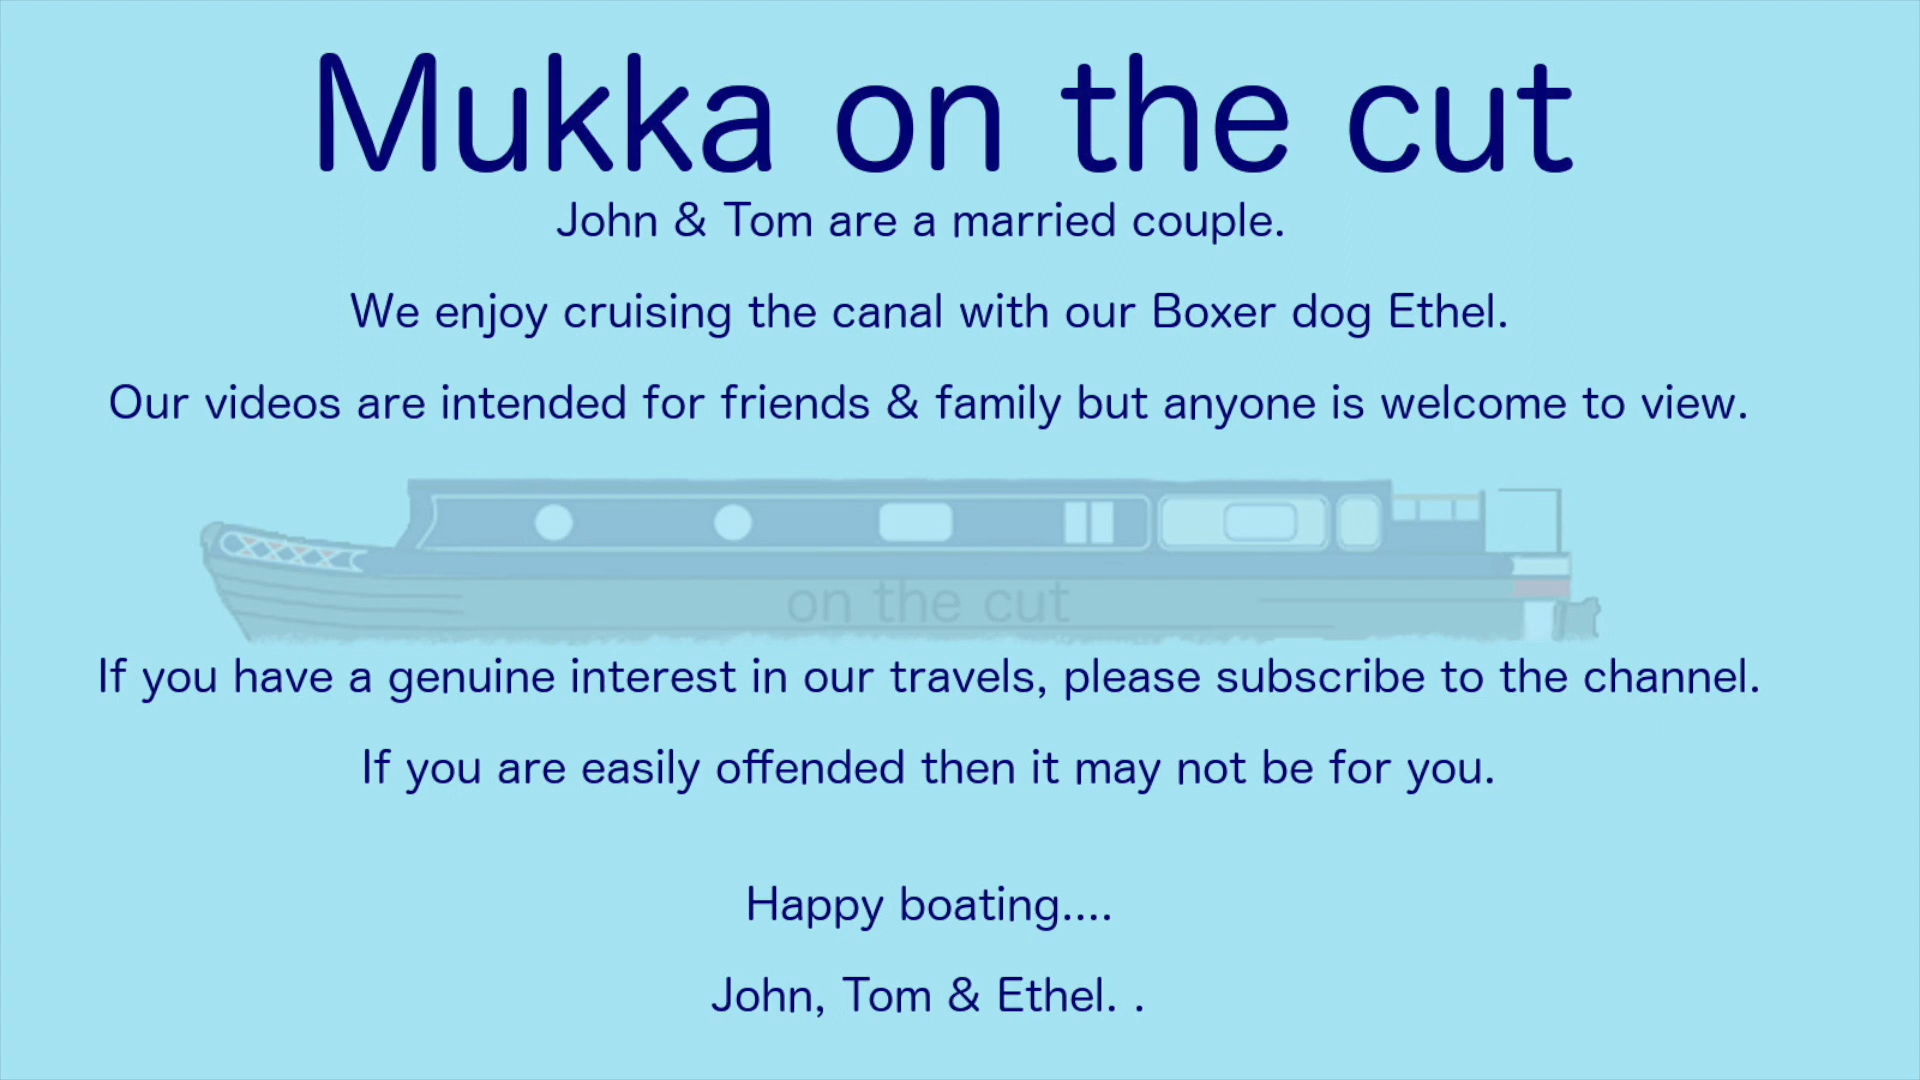 Mukka on the cut
John & Tom are a married couple.
We enjoy cruising the canal with our Boxer dog Ethel.
Our videos are intended for friends & family but anyone is welcome to view.
on the cut
If you have a genuine interest in our travels, please subscribe to the channel.
If you are easily offended then it may not be for you.
Happy boating....
John, Tom & Ethel. .